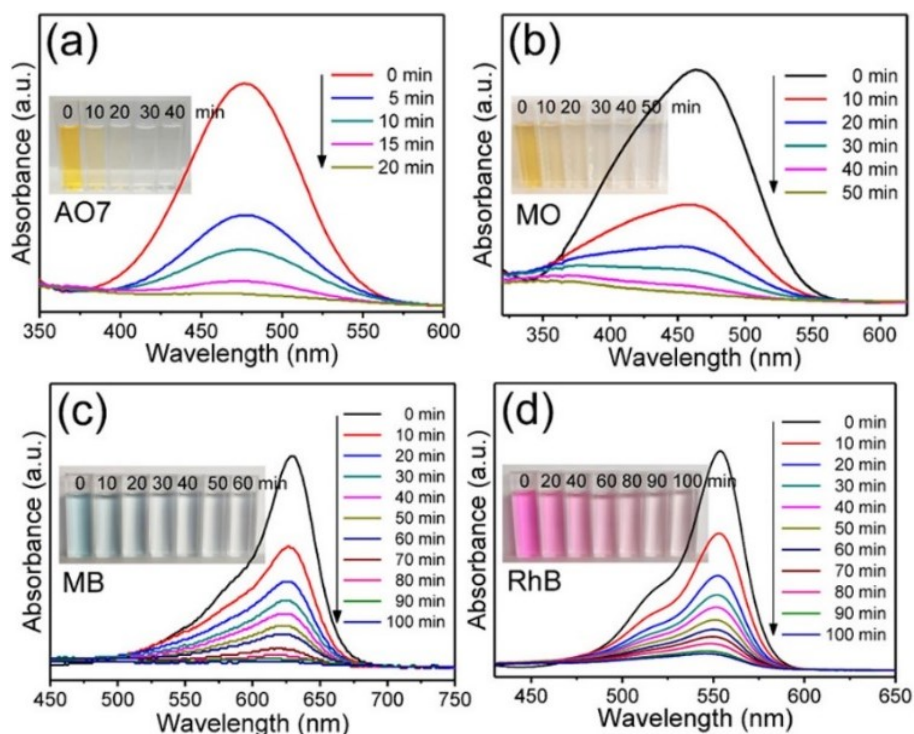 (a)
Absorbance (a.u.)
0 10 20 30 40 min
AO7
0 min
5 min
10 min
15 min
20 min
350 400 450 500 550 600
Wavelength (nm)
(b)
Absorbance (a.u.)
0 10 20 30 40 50 min
MO
0 min
10 min
20 min
30 min
40 min
50 min
350 400 450 500 550 600
Wavelength (nm)
(c)
Absorbance (a.u.)
0 10 20 30 40 50 60 min
MB
0 min
10 min
20 min
30 min
40 min
50 min
60 min
70 min
80 min
90 min
100 min
450 500 550 600 650 700 750
Wavelength (nm)
(d)
Absorbance (a.u.)
0 20 40 60 80 90 100 min
RhB
0 min
10 min
20 min
30 min
40 min
50 min
60 min
70 min
80 min
90 min
100 min
450 500 550 600 650
Wavelength (nm)